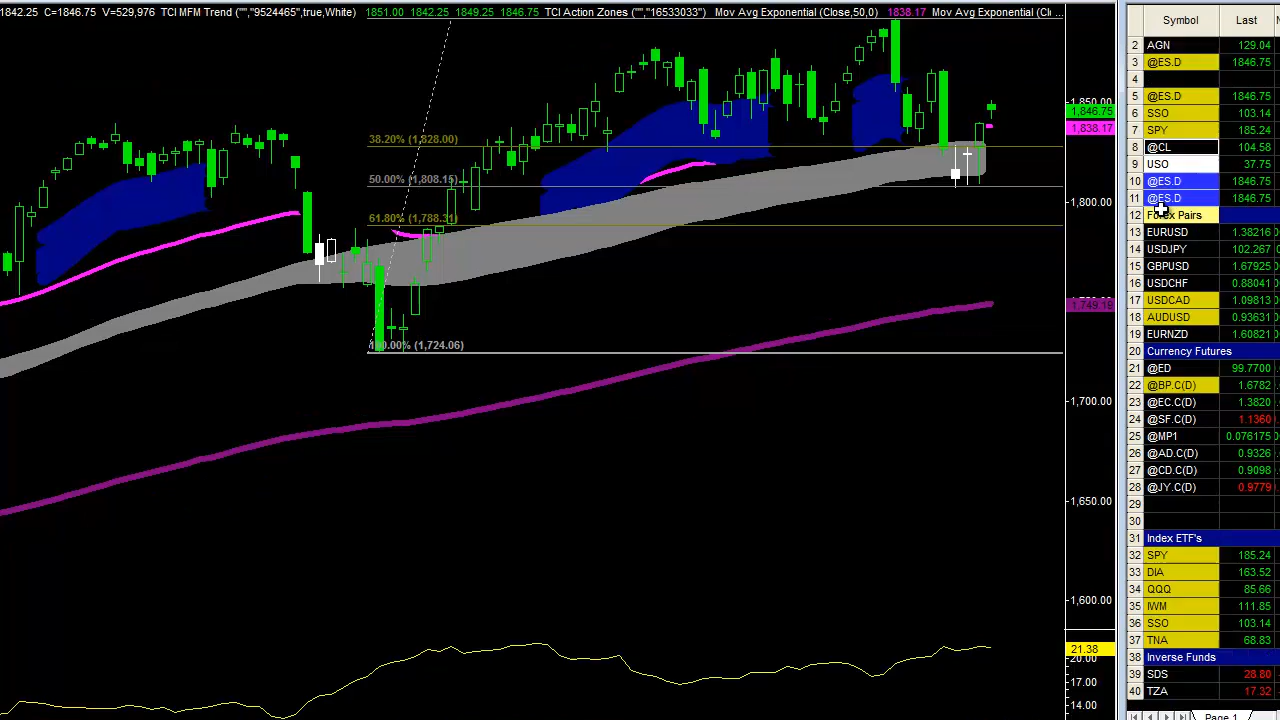 1842.25 C=1846.75 V=529,976 TCI MFM Trend ("","9524465",true,White) 1851.00 1842.25 1849.25 1846.75 TCI Action Zones ("","16533033") Mov Avg Exponential (Close,50,0) 1838.17 Mov Avg Exponential (Cl ...
1,850.00
1,846.75
1,838.17
38.20% (1,828.00)
50.00% (1,808.15)
1,800.00
61.80% (1,788.31)
1,749.19
100.00% (1,724.06)
1,700.00
1,650.00
1,600.00
21.38
20.00
17.00
14.00
Symbol Last
2 AGN 129.04
3 @ES.D 1846.75
4
5 @ES.D 1846.75
6 SSO 103.14
7 SPY 185.24
8 @CL 104.58
9 USO 37.75
10 @ES.D 1846.75
11 @ES.D 1846.75
12 Forex Pairs
13 EURUSD 1.38216
14 USDJPY 102.267
15 GBPUSD 1.67925
16 USDCHF 0.88041
17 USDCAD 1.09813
18 AUDUSD 0.93631
19 EURNZD 1.60821
20 Currency Futures
21 @ED 99.7700
22 @BP.C(D) 1.6782
23 @EC.C(D) 1.3820
24 @SF.C(D) 1.1360
25 @MP1 0.076175
26 @AD.C(D) 0.9326
27 @CD.C(D) 0.9098
28 @JY.C(D) 0.9779
29
30
31 Index ETF's
32 SPY 185.24
33 DIA 163.52
34 QQQ 85.66
35 IWM 111.85
36 SSO 103.14
37 TNA 68.83
38 Inverse Funds
39 SDS 28.80
40 TZA 17.32
Page 1